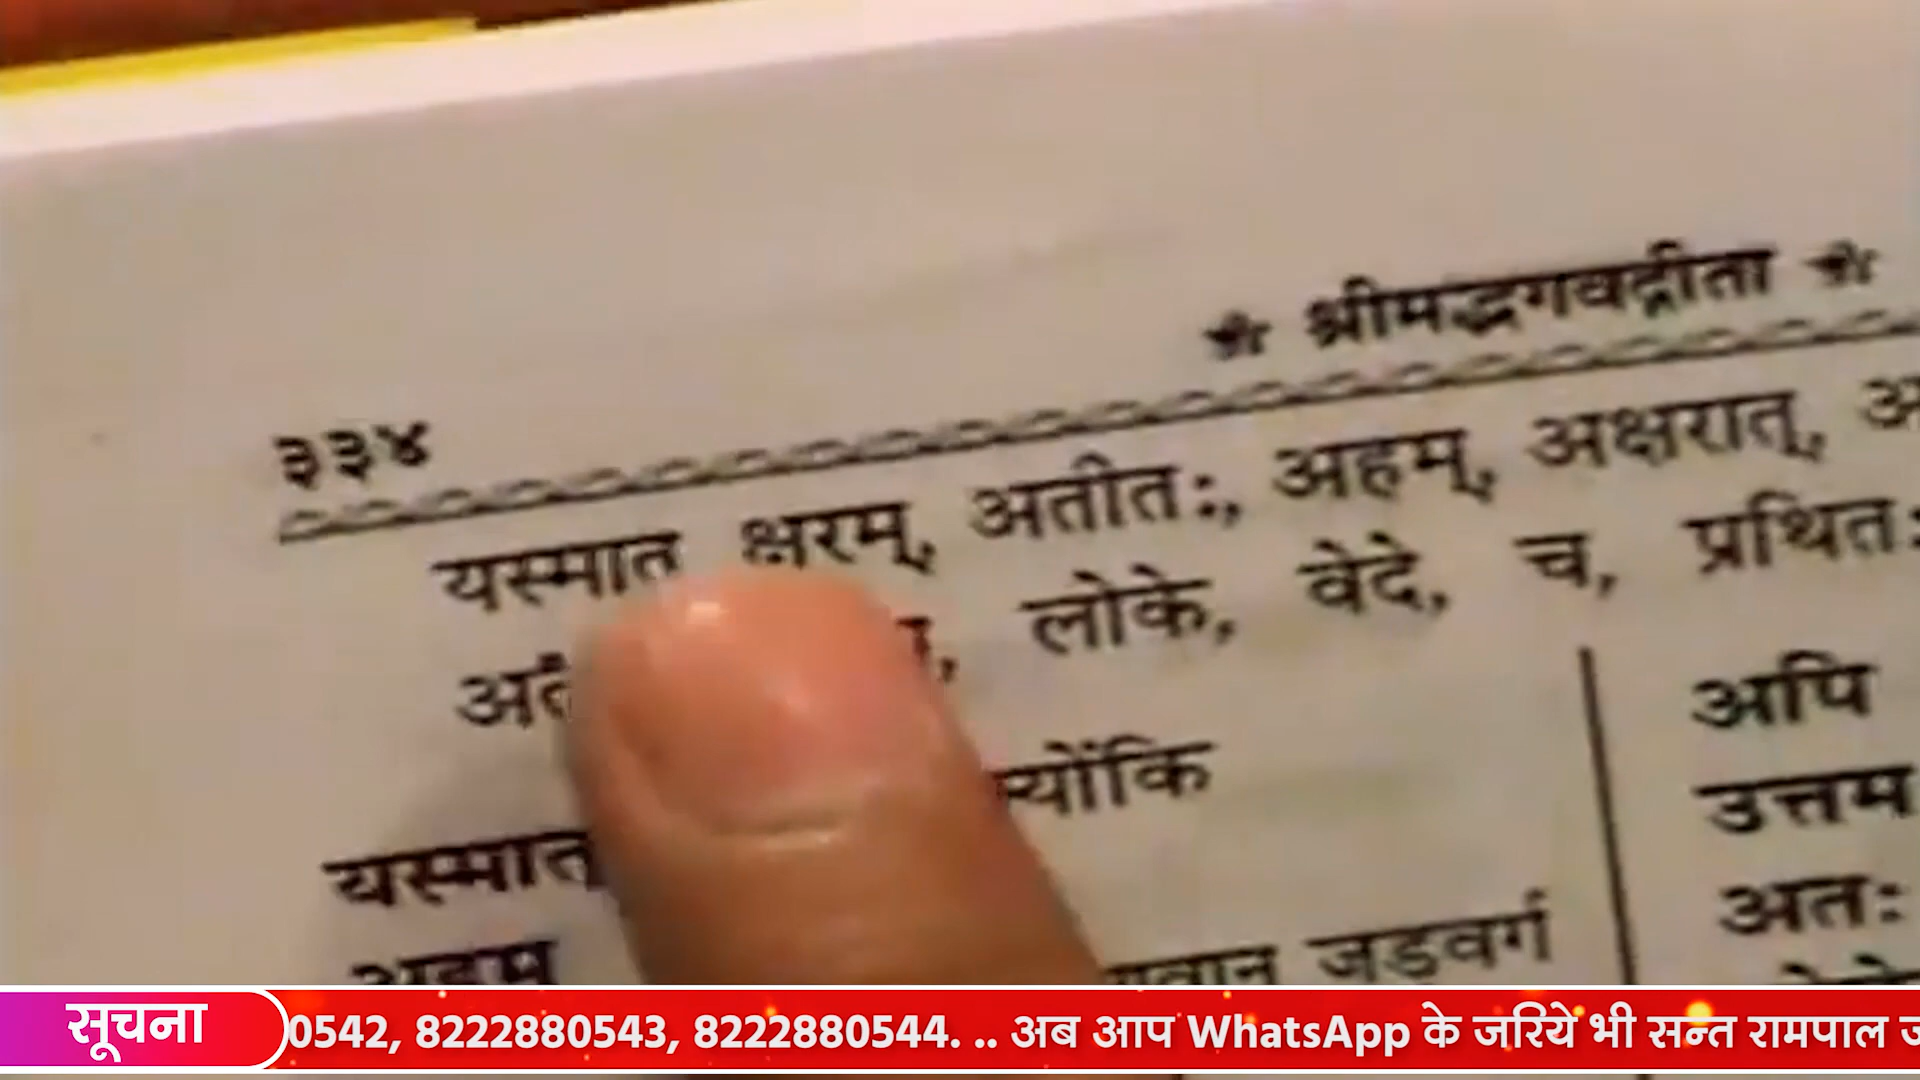 * श्रीमद्भगवद्गीता *
३३४
यस्मात् क्षरम्, अतीतः, अहम्, अक्षरात्,
लोके, वेदे, च, प्रथितः
अपि
क्योंकि
उत्तम
यस्मात्
अतः
अहम् जडवर्ग
सूचना
0542, 8222880543, 8222880544. .. अब आप WhatsApp के जरिये भी सन्त रामपाल